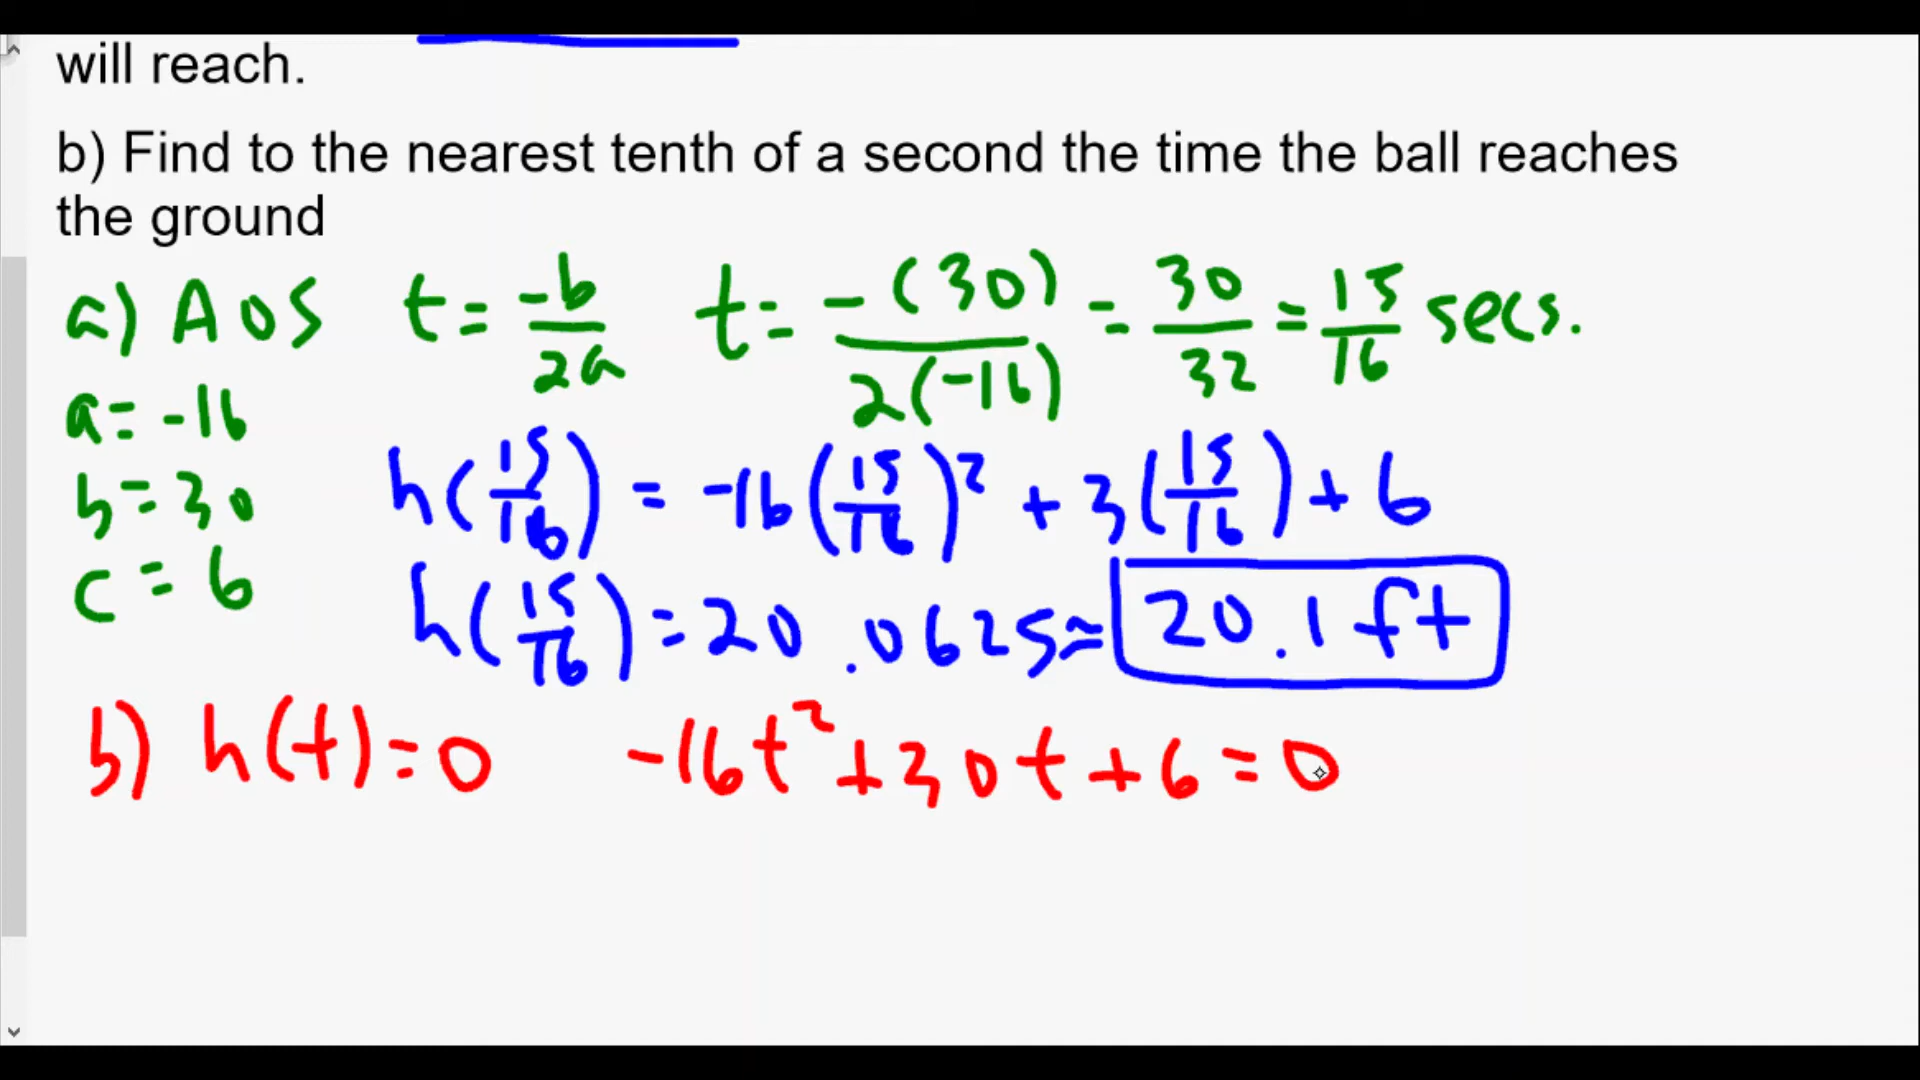 will reach.
b) Find to the nearest tenth of a second the time the ball reaches
the ground
a) AOS t = -b/2a t = -(30)/2(-16) = 30/32 = 15/16 secs.
a = -16
b = 30
c = 6
h(15/16) = -16(15/16)² + 3(15/16) + 6
h(15/16) = 20.0625 ≈ 20.1 ft
b) h(t) = 0 -16t² + 30t + 6 = 0